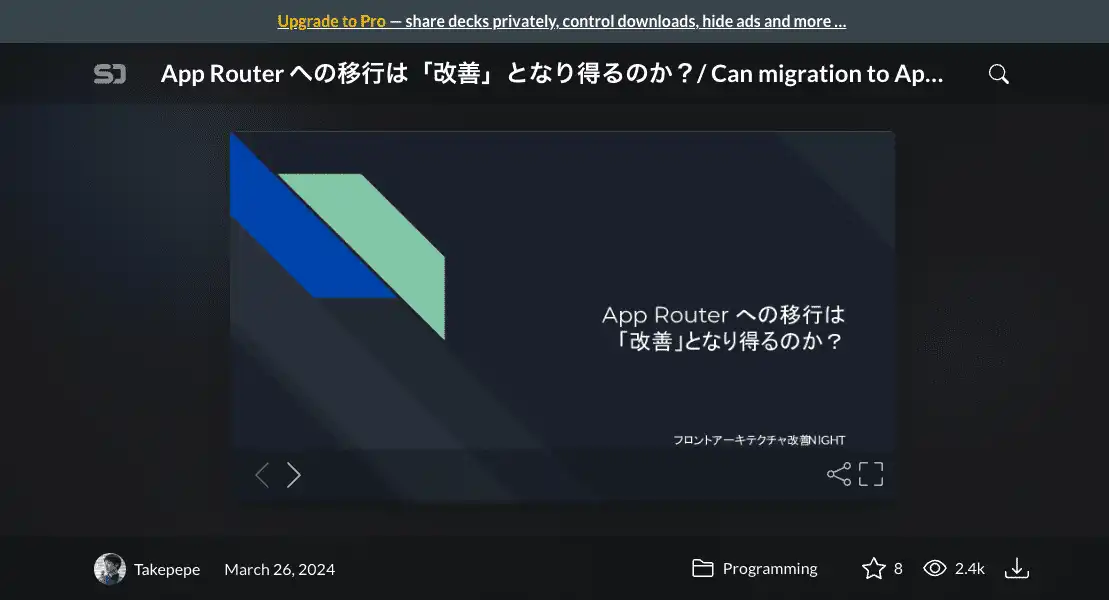 Upgrade to Pro — share decks privately, control downloads, hide ads and more …
SD
App Router への移行は「改善」となり得るのか？/ Can migration to Ap...
App Router への移行は
「改善」となり得るのか？
フロントアーキテクチャ改善NIGHT
Takepepe
March 26, 2024
Programming
8
2.4k